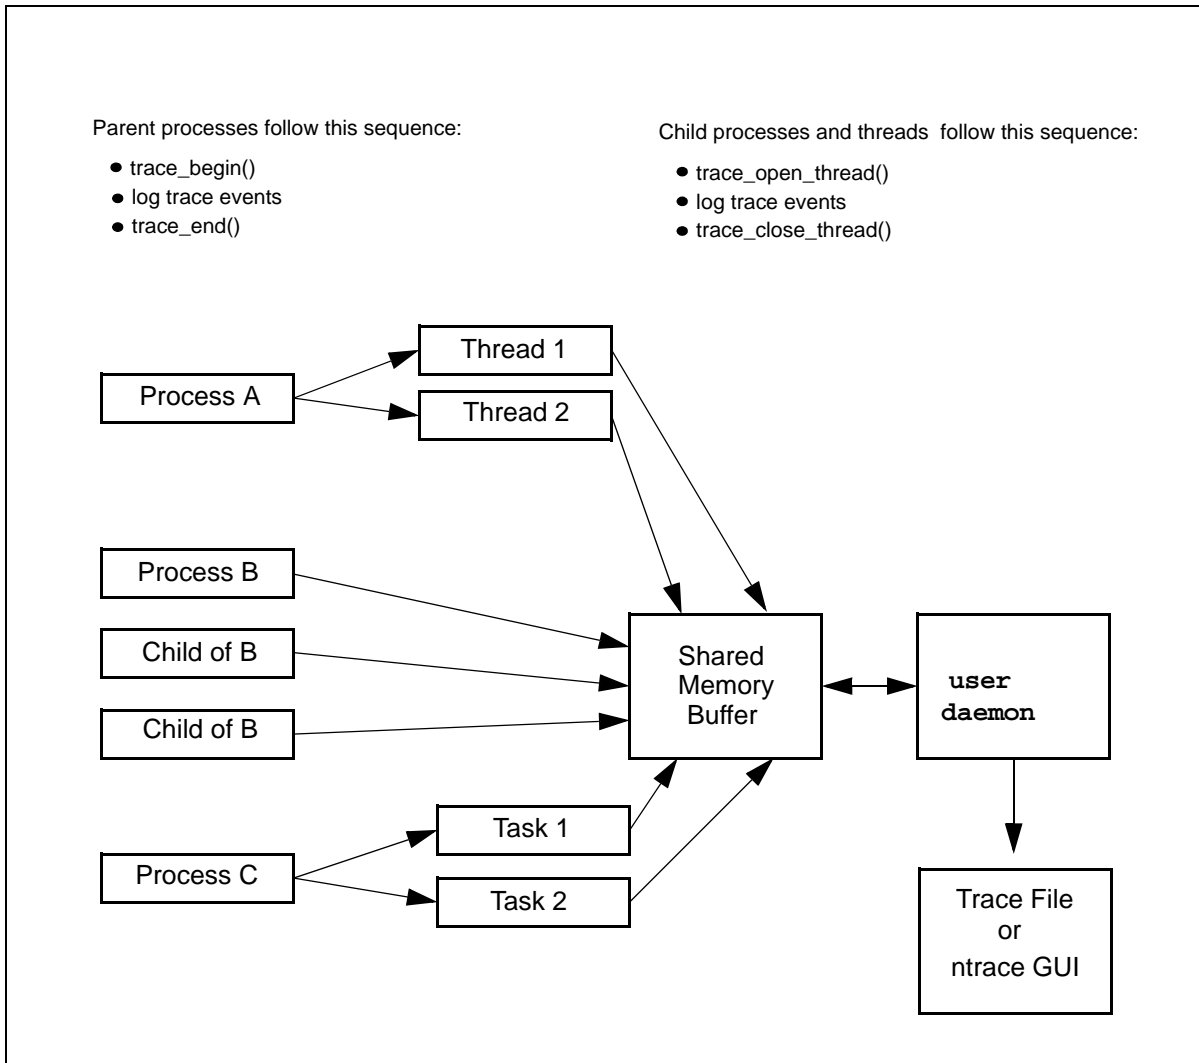 Parent processes follow this sequence:
● trace_begin()
● log trace events
● trace_end()
Child processes and threads follow this sequence:
● trace_open_thread()
● log trace events
● trace_close_thread()
Thread 1
Process A
Thread 2
Process B
Child of B
Child of B
Shared
Memory
Buffer
user
daemon
Task 1
Process C
Task 2
Trace File
or
ntrace GUI